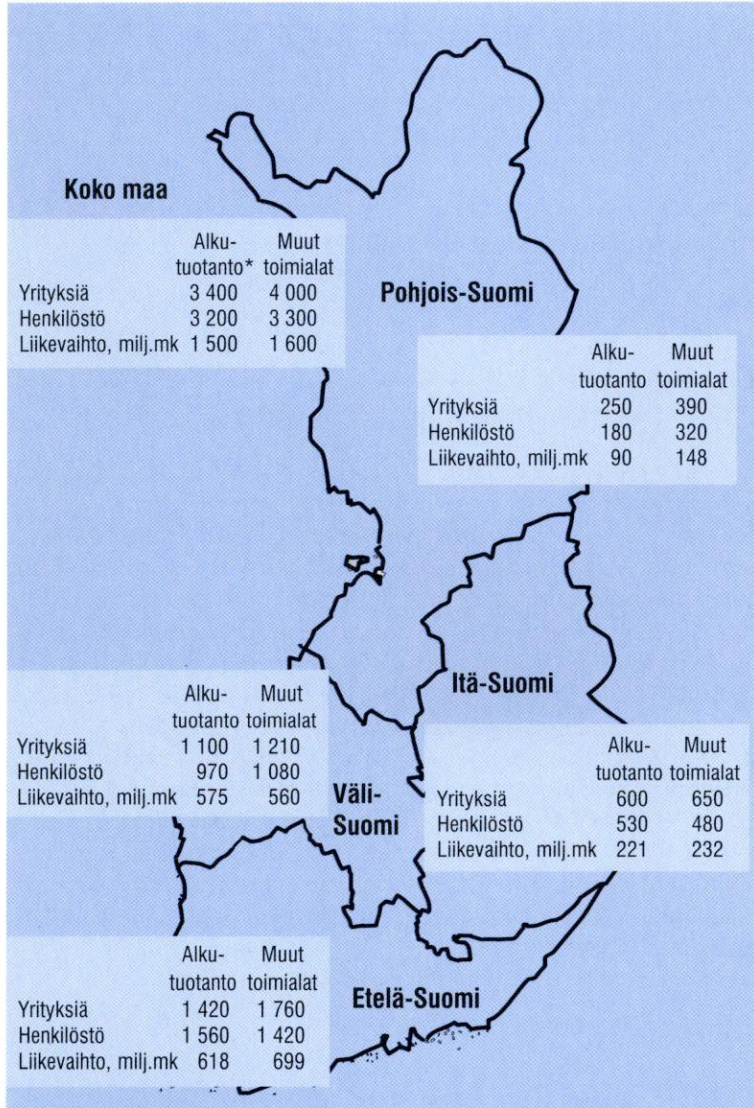 Koko maa
Alku- Muut
tuotanto* toimialat
Yrityksiä 3 400 4 000
Henkilöstö 3 200 3 300
Liikevaihto, milj.mk 1 500 1 600
Pohjois-Suomi
Alku- Muut
tuotanto toimialat
Yrityksiä 250 390
Henkilöstö 180 320
Liikevaihto, milj.mk 90 148
Itä-Suomi
Alku- Muut
tuotanto toimialat
Yrityksiä 600 650
Henkilöstö 530 480
Liikevaihto, milj.mk 221 232
Väli-
Suomi
Alku- Muut
tuotanto toimialat
Yrityksiä 1 100 1 210
Henkilöstö 970 1 080
Liikevaihto, milj.mk 575 560
Etelä-Suomi
Alku- Muut
tuotanto toimialat
Yrityksiä 1 420 1 760
Henkilöstö 1 560 1 420
Liikevaihto, milj.mk 618 699